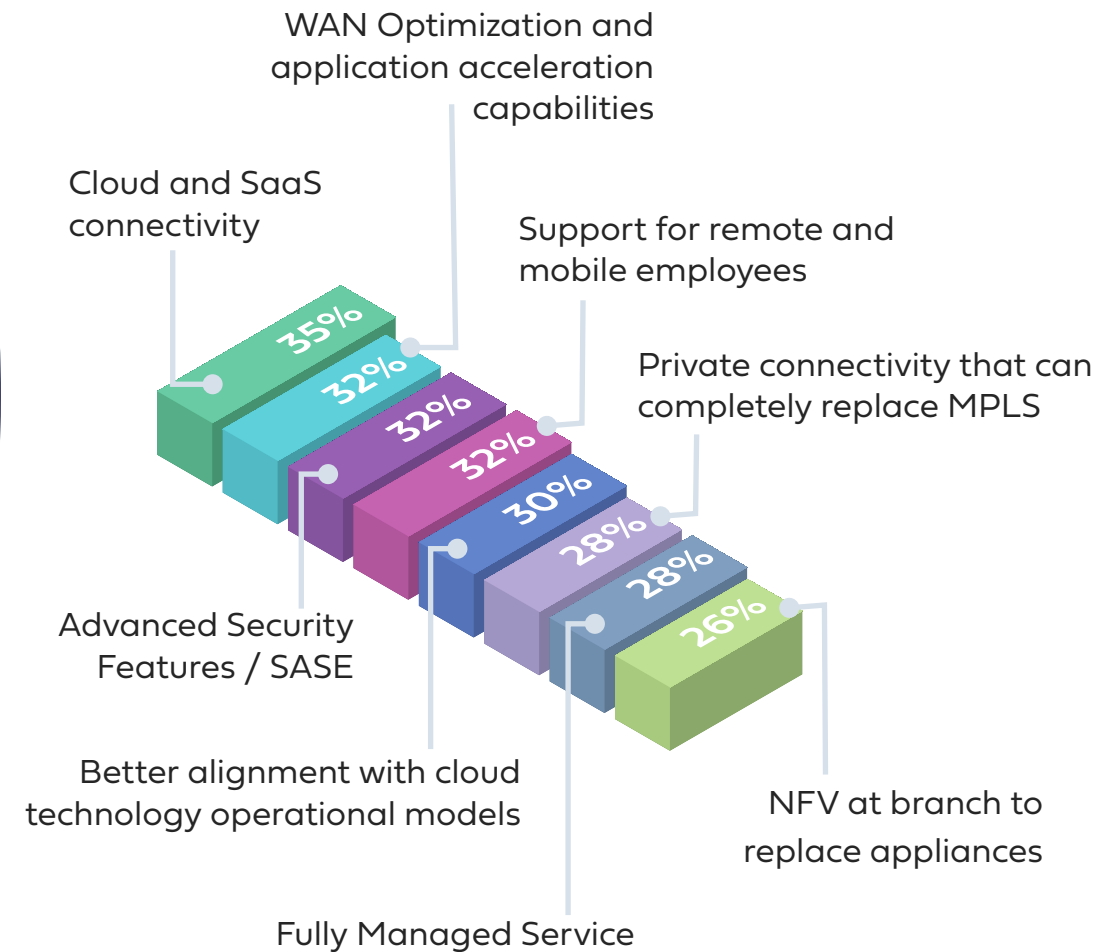 WAN Optimization and
application acceleration
capabilities
Cloud and SaaS
connectivity
Support for remote and
mobile employees
Private connectivity that can
completely replace MPLS
35%
32%
32%
32%
30%
28%
28%
26%
Advanced Security
Features / SASE
Better alignment with cloud
technology operational models
NFV at branch to
replace appliances
Fully Managed Service